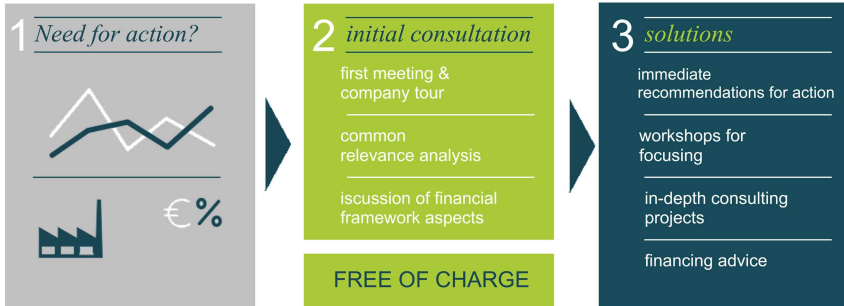 1 Need for action?
€%
2 initial consultation
first meeting &
company tour
common
relevance analysis
iscussion of financial
framework aspects
FREE OF CHARGE
3 solutions
immediate
recommendations for action
workshops for
focusing
in-depth consulting
projects
financing advice